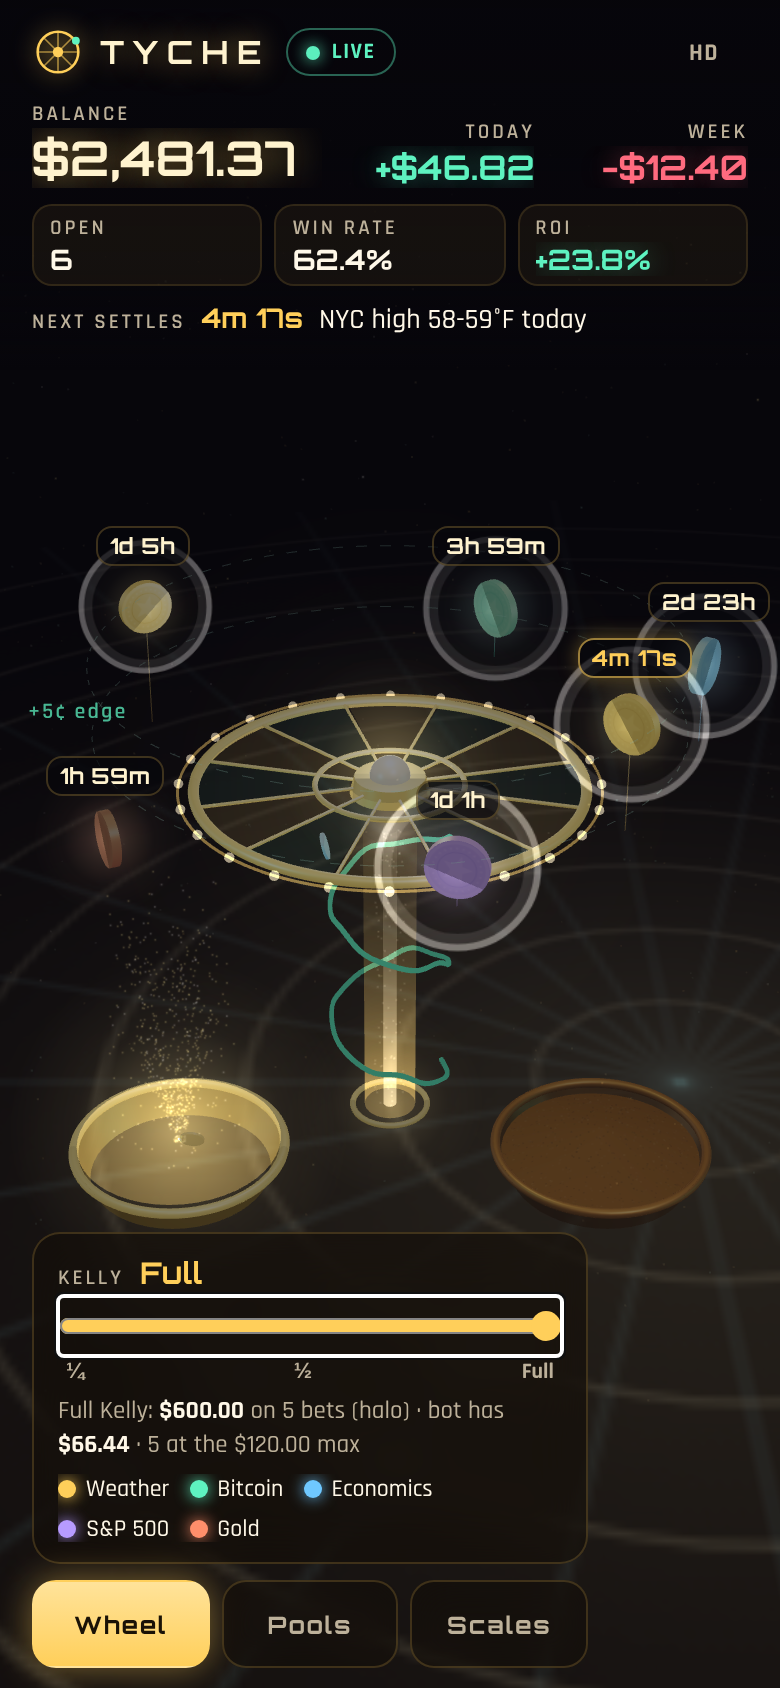 TYCHE
LIVE
HD
BALANCE
$2,481.37
TODAY
+$46.82
WEEK
-$12.40
OPEN
6
WIN RATE
62.4%
ROI
+23.8%
NEXT SETTLES 4m 17s NYC high 58-59°F today
1d 5h
3h 59m
2d 23h
4m 17s
+5¢ edge
1h 59m
1d 1h
KELLY Full
¼ ½ Full
Full Kelly: $600.00 on 5 bets (halo) · bot has
$66.44 · 5 at the $120.00 max
Weather Bitcoin Economics
S&P 500 Gold
Wheel Pools Scales